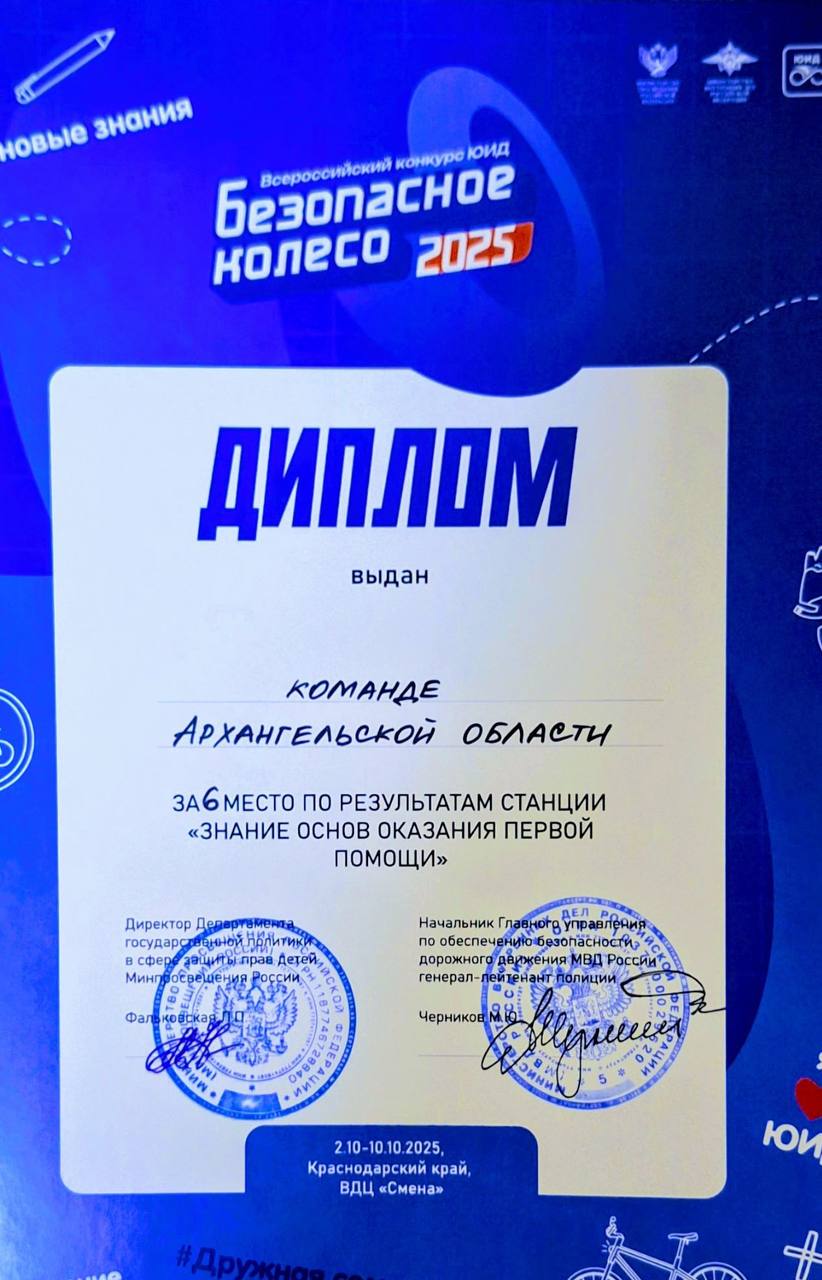 новые знания
ЮИД
Всероссийский конкурс ЮИД
Безопасное
колесо 2025
ДИПЛОМ
выдан
КОМАНДЕ
АРХАНГЕЛЬСКОЙ ОБЛАСТИ
ЗА 6 МЕСТО ПО РЕЗУЛЬТАТАМ СТАНЦИИ
«ЗНАНИЕ ОСНОВ ОКАЗАНИЯ ПЕРВОЙ
ПОМОЩИ»
Директор Департамента
государственной политики
в сфере защиты прав детей
Минпросвещения России
Фальковская Л.П.
Начальник Главного управления
по обеспечению безопасности
дорожного движения МВД России
генерал-лейтенант полиции
Черников М.Ю.
2.10-10.10.2025,
Краснодарский край,
ВДЦ «Смена»
#Дружная